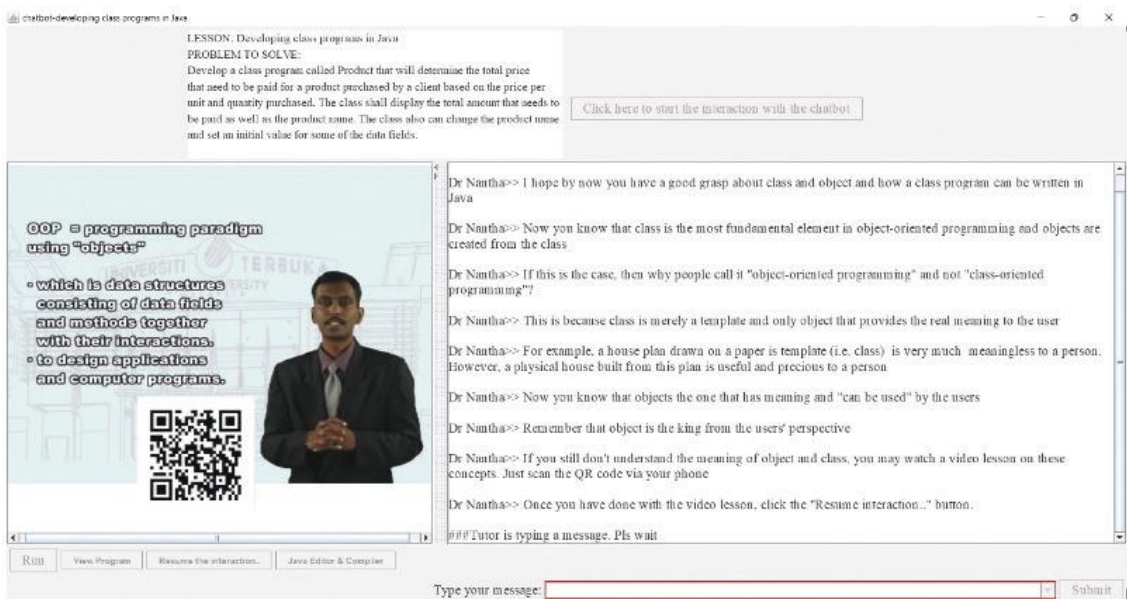 chatbot-developing class programs in Java
LESSON: Developing class programs in Java
PROBLEM TO SOLVE:
Develop a class program called Product that will determine the total price
that need to be paid for a product purchased by a client based on the price per
unit and quantity purchased. The class shall display the total amount that needs to
be paid as well as the product name. The class also can change the product name
and set an initial value for some of the data fields.
Click here to start the interaction with the chatbot
OOP = programming paradigm
using "objects"
UNIVERSITI TERBUKA
• which is data structures
consisting of data fields
and methods together
with their interactions.
• to design applications
and computer programs.
Dr Nantha>> I hope by now you have a good grasp about class and object and how a class program can be written in
Java
Dr Nantha>> Now you know that class is the most fundamental element in object-oriented programming and objects are
created from the class
Dr Nantha>> If this is the case, then why people call it "object-oriented programming" and not "class-oriented
programming"?
Dr Nantha>> This is because class is merely a template and only object that provides the real meaning to the user
Dr Nantha>> For example, a house plan drawn on a paper is template (i.e. class) is very much meaningless to a person.
However, a physical house built from this plan is useful and precious to a person
Dr Nantha>> Now you know that objects the one that has meaning and "can be used" by the users
Dr Nantha>> Remember that object is the king from the users' perspective
Dr Nantha>> If you still don't understand the meaning of object and class, you may watch a video lesson on these
concepts. Just scan the QR code via your phone
Dr Nantha>> Once you have done with the video lesson, click the "Resume interaction.." button.
###Tutor is typing a message. Pls wait
Run
View Program
Resume the interaction..
Java Editor & Compiler
Type your message:
Submit